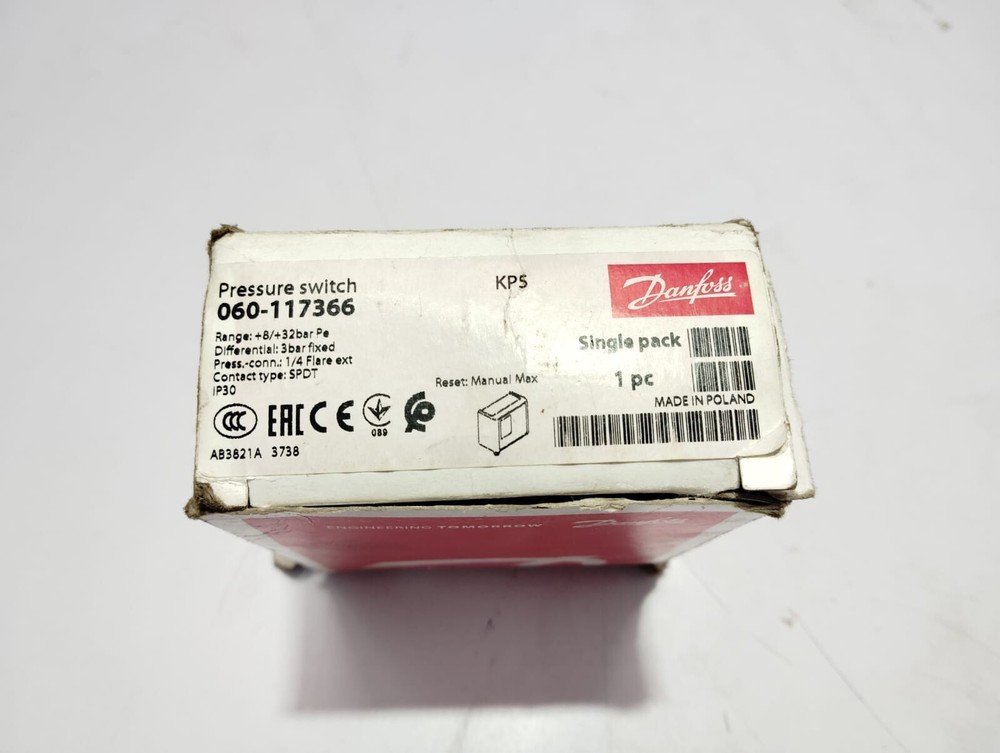 Pressure switch
KP5
Danfoss
060-117366
Range: +8/+32bar Pe
Differential: 3bar fixed
Press.-conn.: 1/4 Flare ext
Contact type: SPDT
IP30
Reset: Manual Max
Single pack
1 pc
MADE IN POLAND
CCC EAC CE
089
AB3821A 3738
ENGINEERING TOMORROW
Danfoss